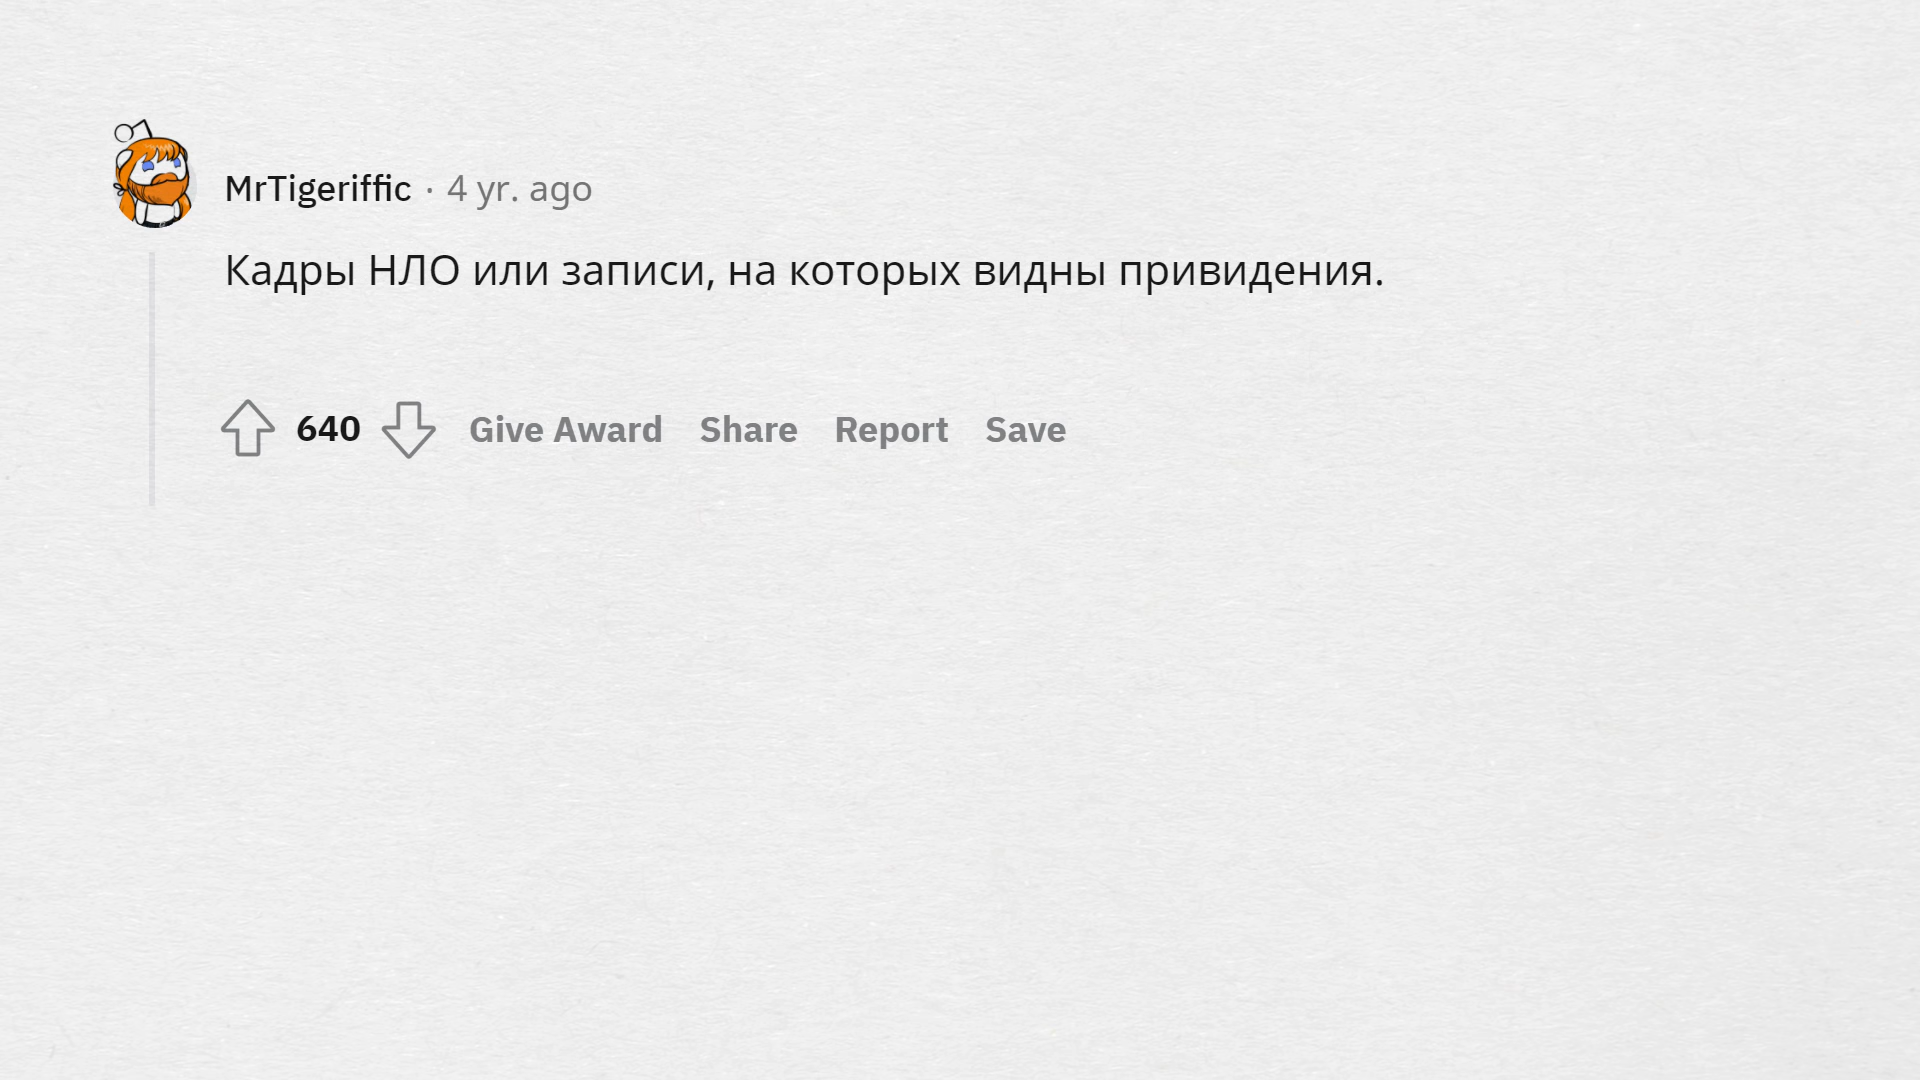 MrTigeriffic · 4 yr. ago
Кадры НЛО или записи, на которых видны привидения.
640 Give Award Share Report Save